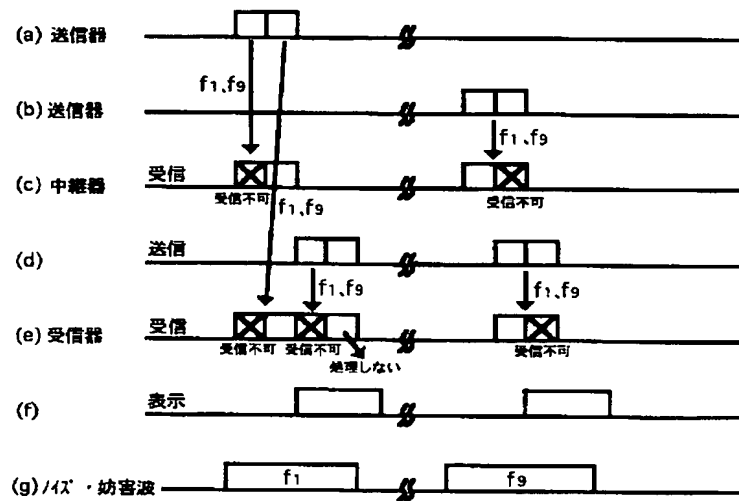 (a) 送信器
f1、f9
(b) 送信器
f1、f9
(c) 中継器 受信
受信不可 f1、f9 受信不可
(d) 送信
f1、f9 f1、f9
(e) 受信器 受信
受信不可 受信不可 処理しない 受信不可
(f) 表示
(g) ノイズ・妨害波 f1 f9